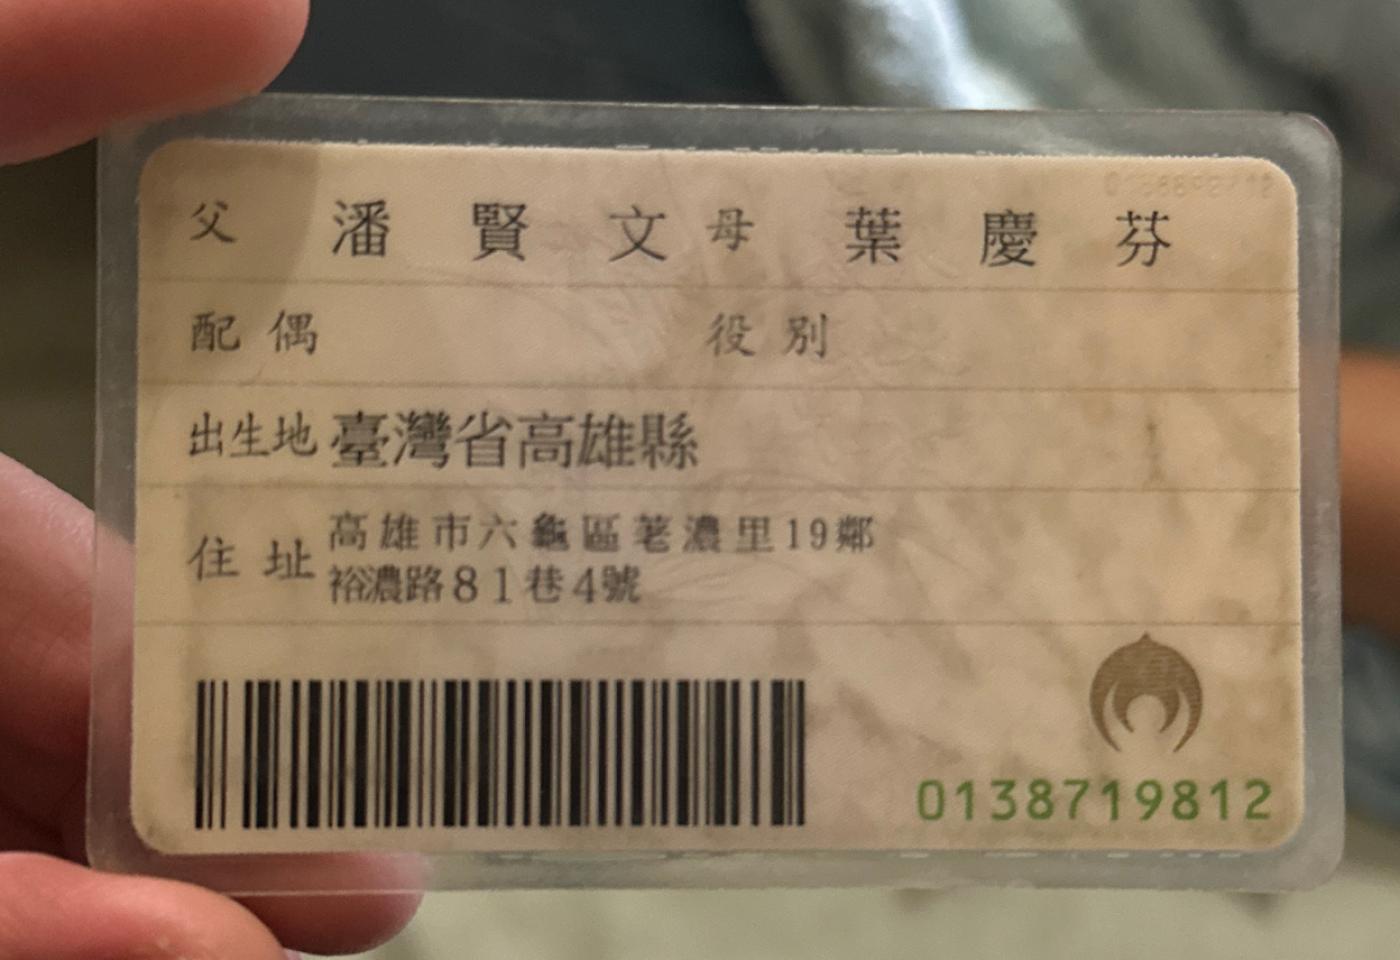 父 潘賢文 母 葉慶芬
配偶 役別
出生地 臺灣省高雄縣
住址 高雄市六龜區荖濃里19鄰
裕濃路81巷4號
0138719812